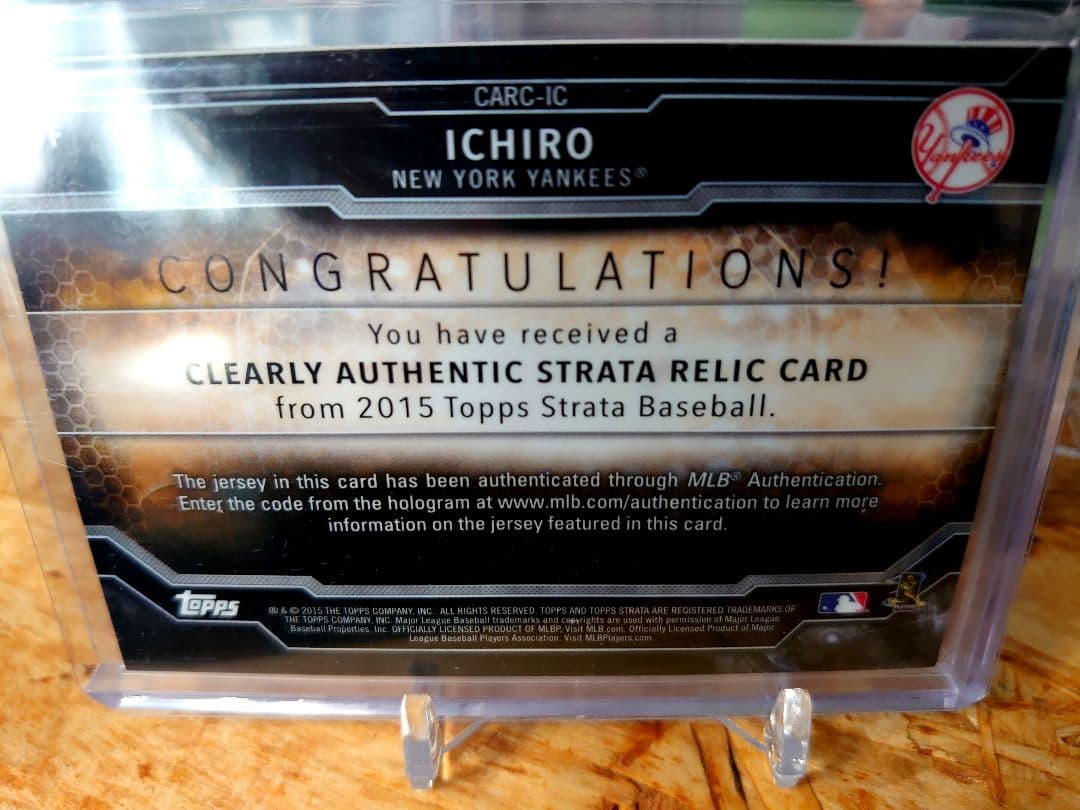 CARC-IC
ICHIRO
NEW YORK YANKEES®
Yankees
CONGRATULATIONS!
You have received a
CLEARLY AUTHENTIC STRATA RELIC CARD
from 2015 Topps Strata Baseball.
The jersey in this card has been authenticated through MLB® Authentication.
Enter the code from the hologram at www.mlb.com/authentication to learn more
information on the jersey featured in this card.
topps
® & © 2015 THE TOPPS COMPANY, INC. ALL RIGHTS RESERVED. TOPPS AND TOPPS STRATA ARE REGISTERED TRADEMARKS OF
THE TOPPS COMPANY, INC. Major League Baseball trademarks and copyrights are used with permission of Major League
Baseball Properties, Inc. OFFICIALLY LICENSED PRODUCT OF MLBP, Visit MLB.com. Officially Licensed Product of Major
League Baseball Players Association. Visit MLBPlayers.com.